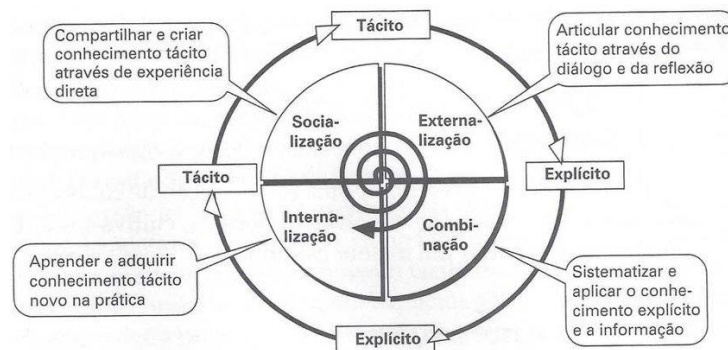 Compartilhar e criar
conhecimento tácito
através de experiência
direta
Tácito
Articular conhecimento
tácito através do
diálogo e da reflexão
Socia-
lização
Externa-
lização
Tácito
Explícito
Interna-
lização
Combi-
nação
Aprender e adquirir
conhecimento tácito
novo na prática
Sistematizar e
aplicar o conhe-
cimento explícito
e a informação
Explícito